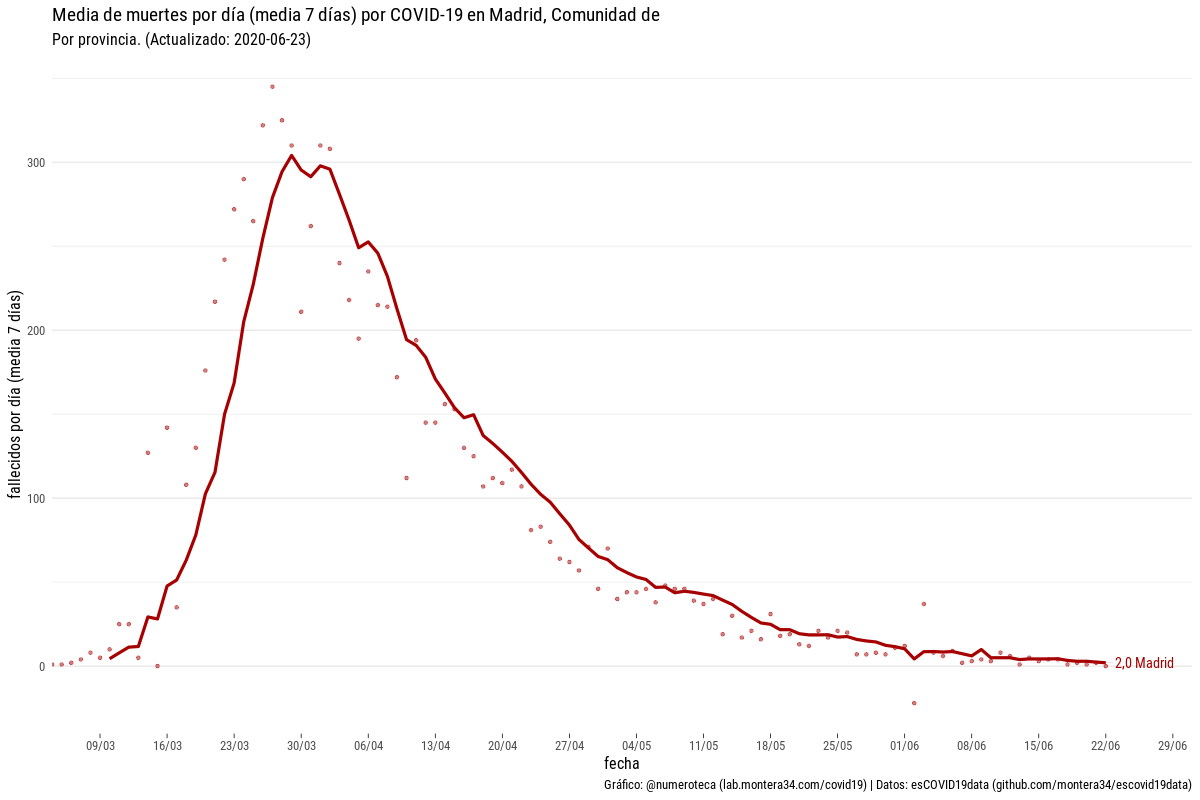 Media de muertes por día (media 7 días) por COVID-19 en Madrid, Comunidad de
Por provincia. (Actualizado: 2020-06-23)
fallecidos por día (media 7 días)
300
200
100
0
2,0 Madrid
09/03 16/03 23/03 30/03 06/04 13/04 20/04 27/04 04/05 11/05 18/05 25/05 01/06 08/06 15/06 22/06 29/06
fecha
Gráfico: @numeroteca (lab.montera34.com/covid19) | Datos: esCOVID19data (github.com/montera34/escovid19data)